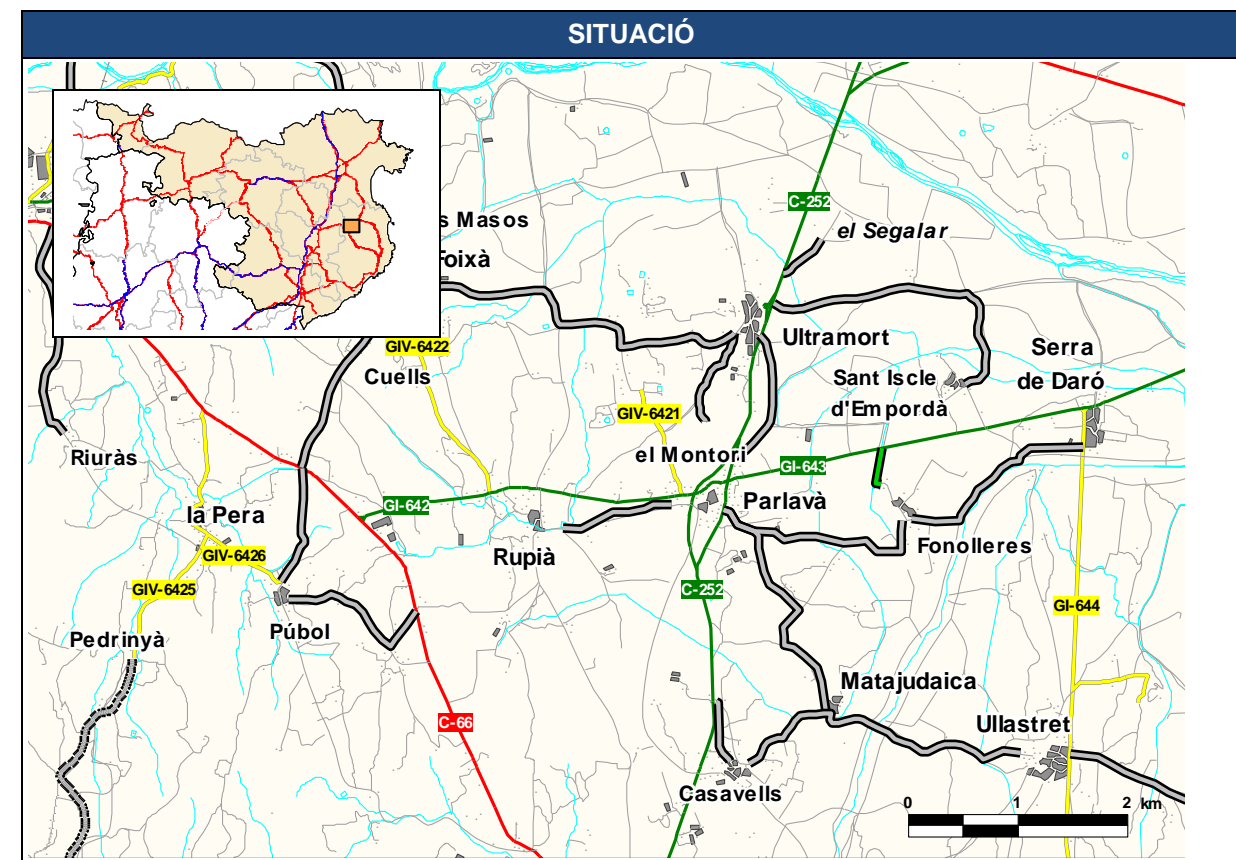 SITUACIÓ
C-252
el Segalar
s Masos
Foixà
Ultramort
Serra
de Daró
GIV-6422
Cuells
Sant Iscle
d'Empordà
GIV-6421
el Montori
Riuràs
GI-643
GI-642
Parlavà
la Pera
Rupià
Fonolleres
GIV-6426
GIV-6425
C-252
GI-644
Púbol
Pedrinyà
Matajudaica
C-66
Ullastret
Casavells
0 1 2 km